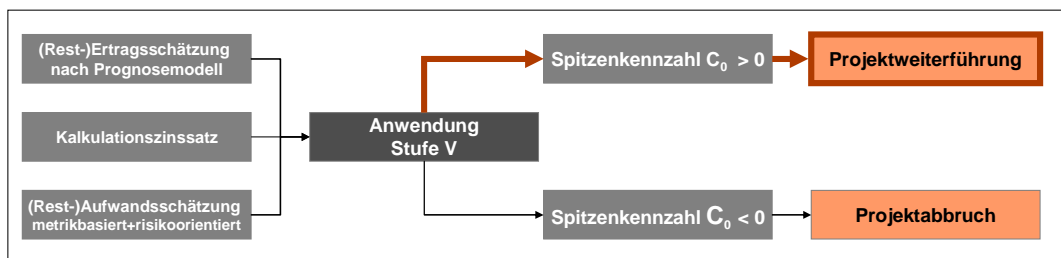 (Rest-)Ertragsschätzung
nach Prognosemodell
Kalkulationszinssatz
(Rest-)Aufwandsschätzung
metrikbasiert+risikoorientiert
Anwendung
Stufe V
Spitzenkennzahl C₀ > 0
Projektweiterführung
Spitzenkennzahl C₀ < 0
Projektabbruch